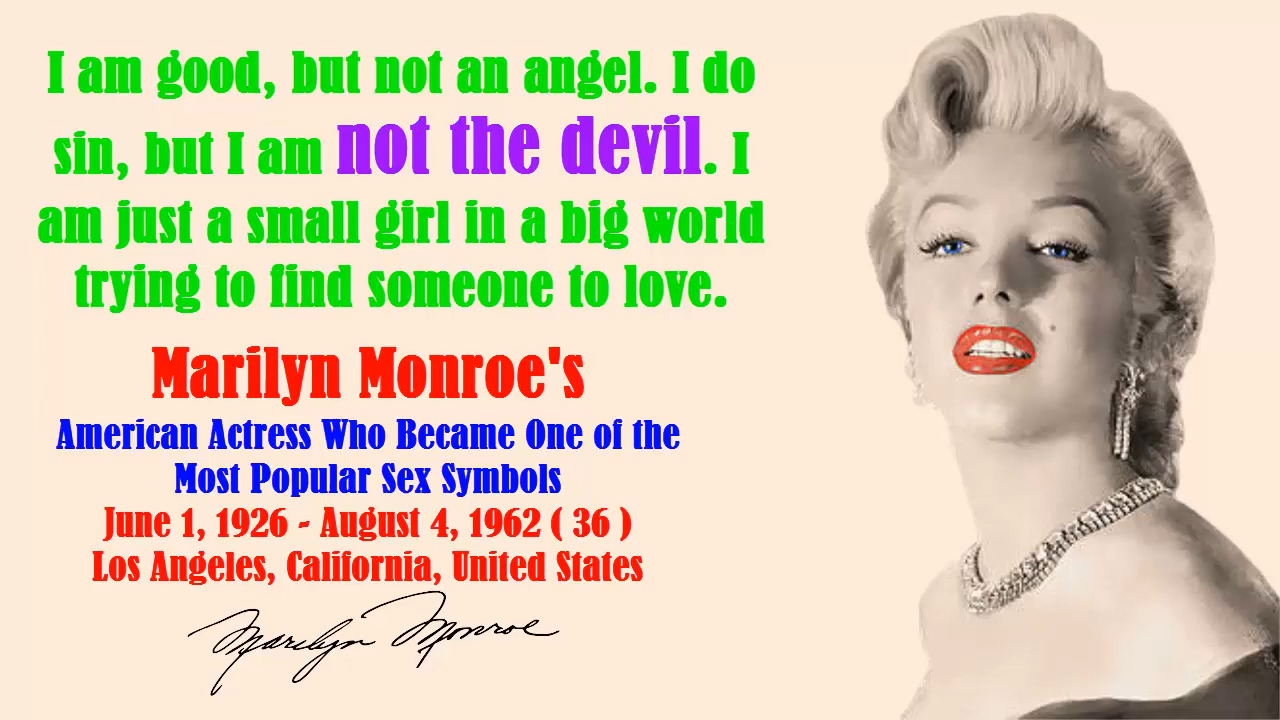 I am good, but not an angel. I do
sin, but I am not the devil. I
am just a small girl in a big world
trying to find someone to love.
Marilyn Monroe's
American Actress Who Became One of the
Most Popular Sex Symbols
June 1, 1926 - August 4, 1962 ( 36 )
Los Angeles, California, United States
Marilyn Monroe